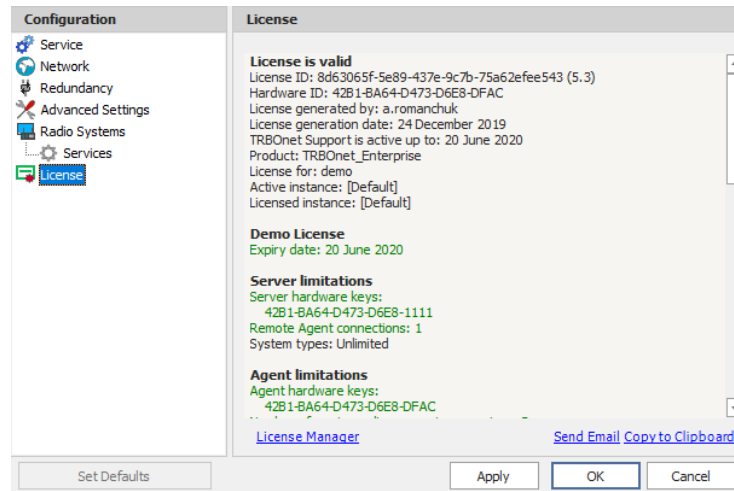 Configuration
Service
Network
Redundancy
Advanced Settings
Radio Systems
Services
License
License
License is valid
License ID: 8d63065f-5e89-437e-9c7b-75a62efee543 (5.3)
Hardware ID: 42B1-BA64-D473-D6E8-DFAC
License generated by: a.romanchuk
License generation date: 24 December 2019
TRBOnet Support is active up to: 20 June 2020
Product: TRBOnet_Enterprise
License for: demo
Active instance: [Default]
Licensed instance: [Default]
Demo License
Expiry date: 20 June 2020
Server limitations
Server hardware keys:
42B1-BA64-D473-D6E8-1111
Remote Agent connections: 1
System types: Unlimited
Agent limitations
Agent hardware keys:
42B1-BA64-D473-D6E8-DFAC
License Manager
Send Email Copy to Clipboard
Set Defaults
Apply
OK
Cancel